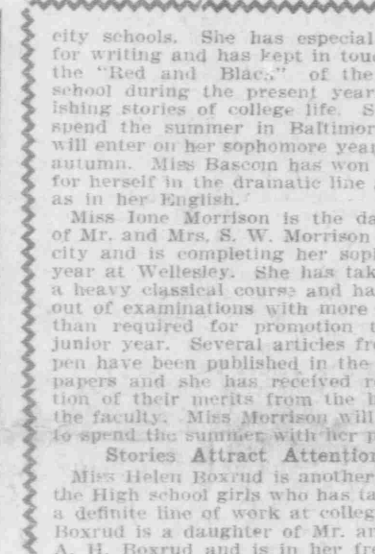 city schools. She has especial
for writing and has kept in tou
the "Red and Black" of the
school during the present year
ishing stories of college life. S
spend the summer in Baltimor
will enter on her sophomore yea
autumn. Miss Bascom has won
for herself in the dramatic line
as in her English.
Miss Ione Morrison is the da
of Mr. and Mrs. S. W. Morrison
city and is completing her sop
year at Wellesley. She has tak
a heavy classical course and ha
out of examinations with more
than required for promotion t
junior year. Several articles fr
pen have been published in the
papers and she has received r
tion of their merits from the h
the faculty. Miss Morrison will
to spend the summer with her p
Stories Attract Attention
Miss Helen Boxrud is another
the High school girls who has ta
a definite line of work at colleg
Boxrud is a daughter of Mr. an
A. H. Boxrud and is in her fr